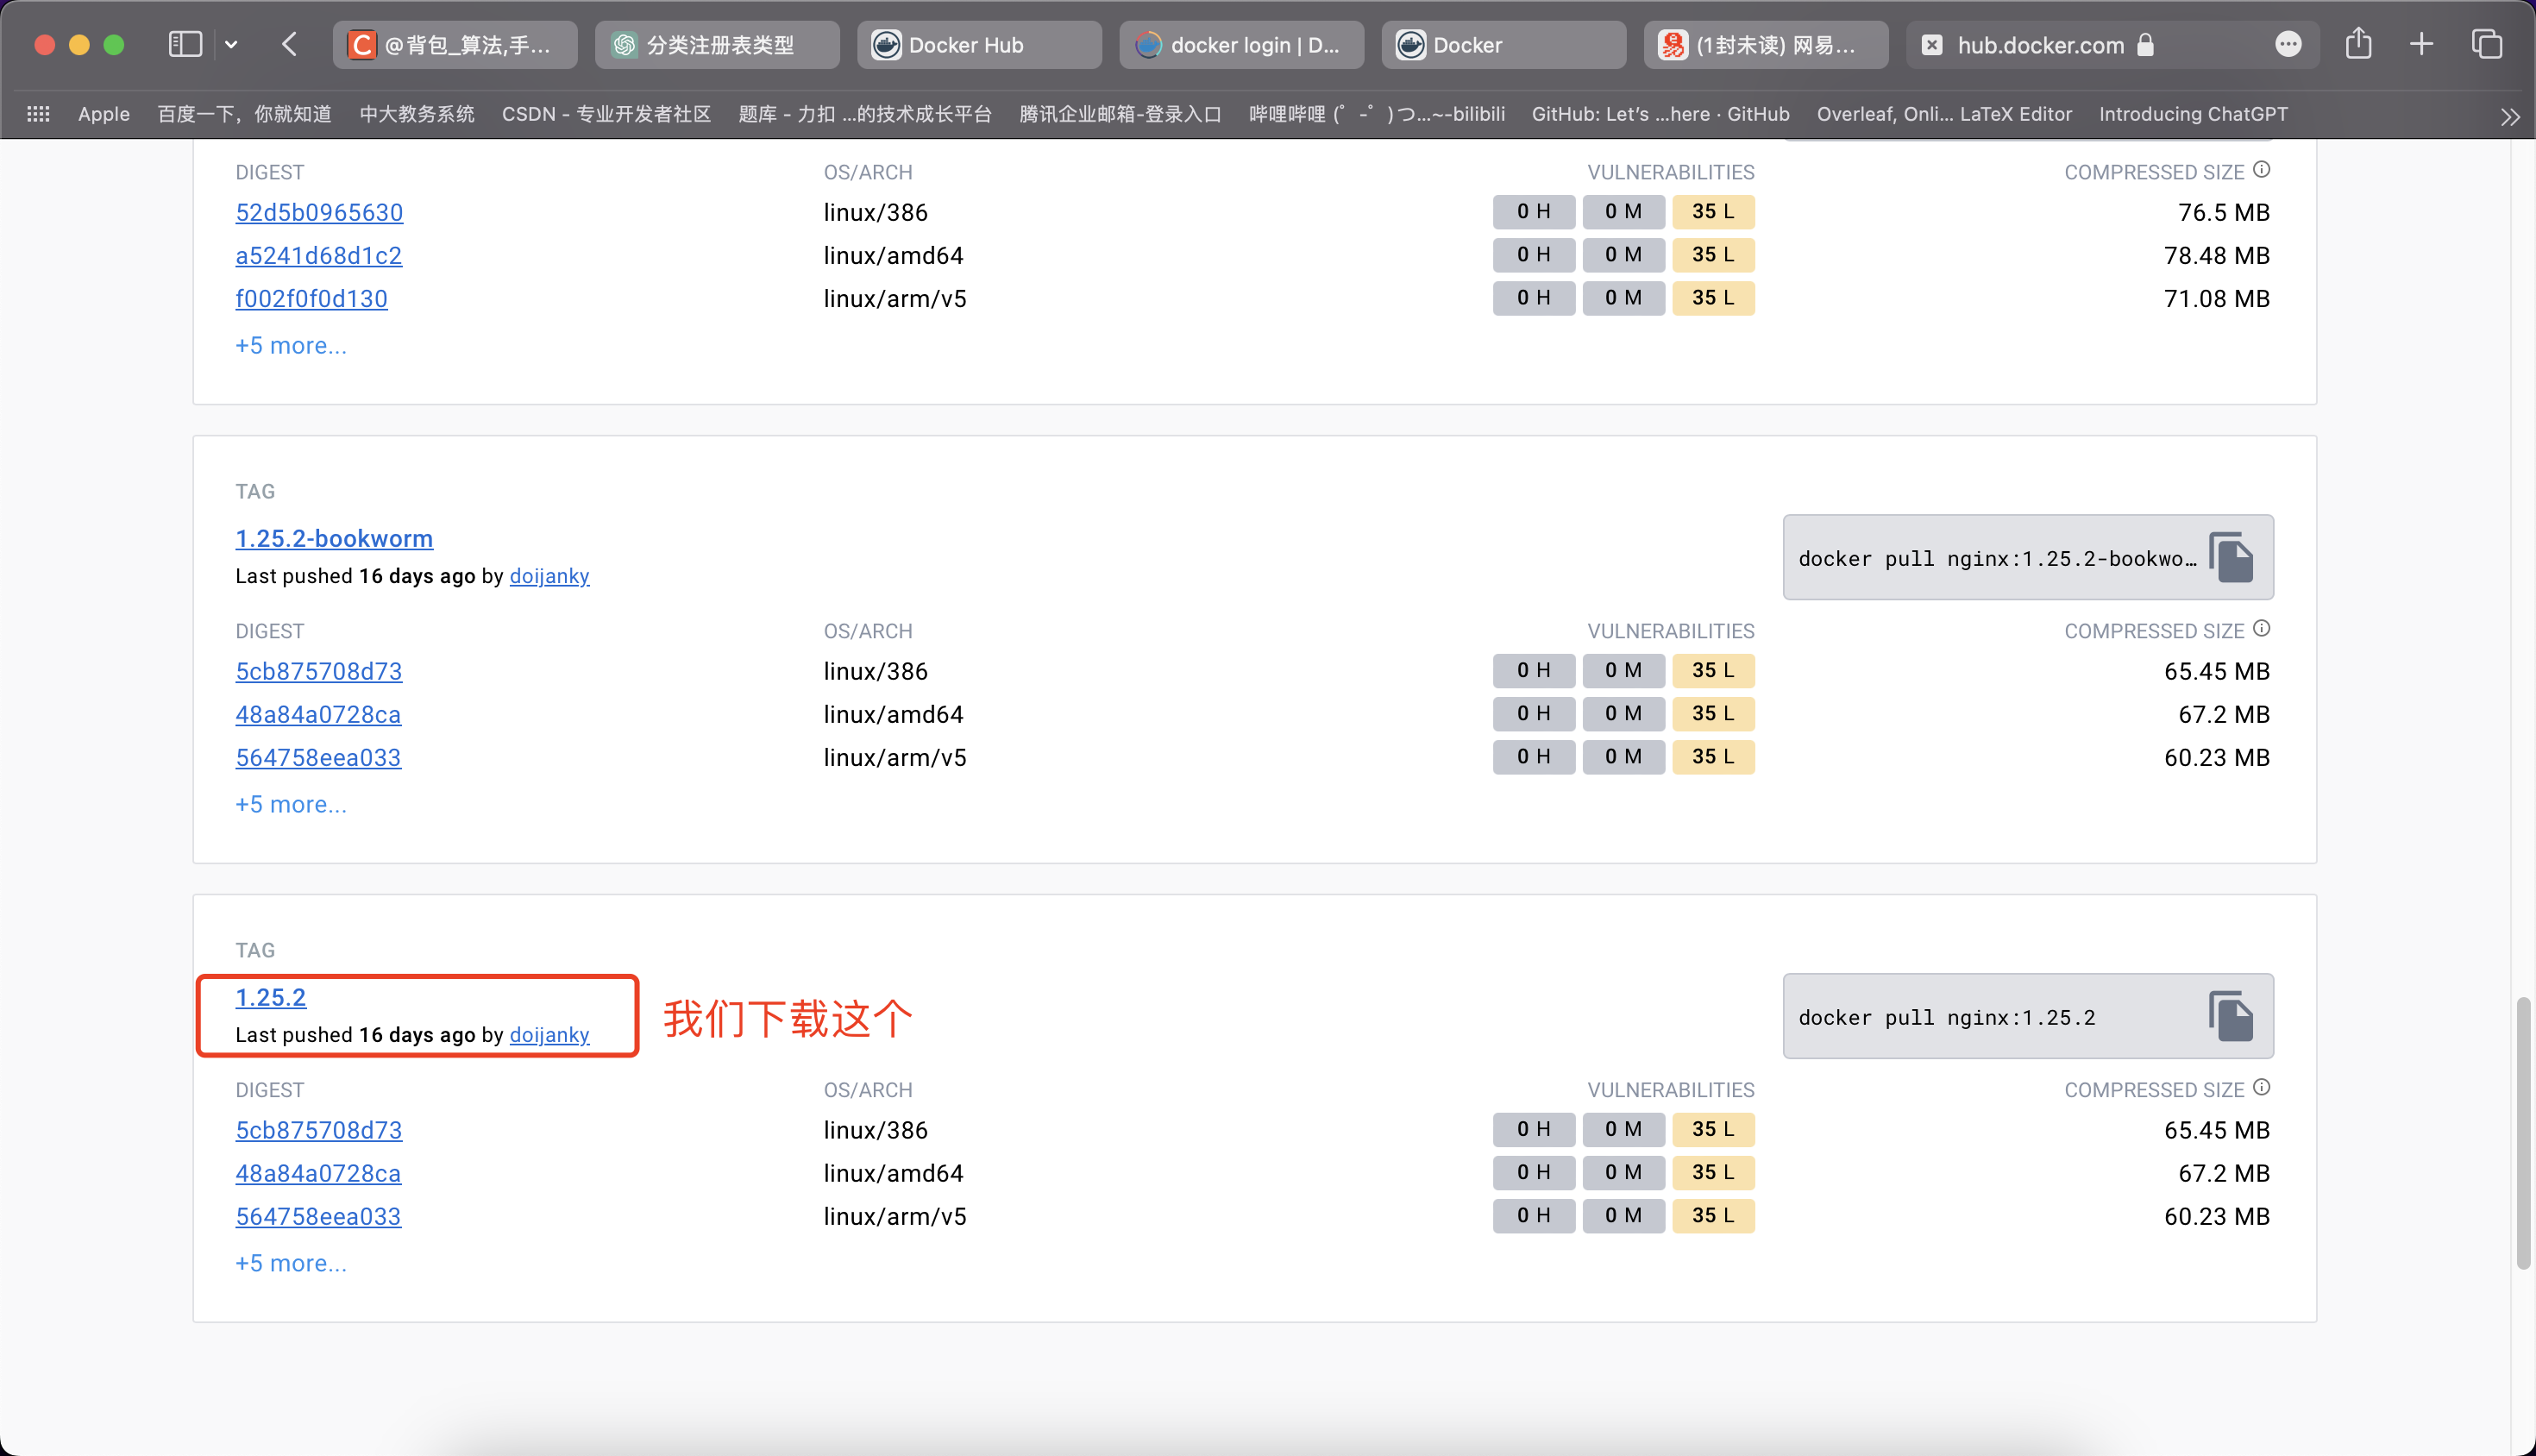 @背包_算法,手...
分类注册表类型
Docker Hub
docker login | D...
Docker
(1封未读) 网易...
hub.docker.com
Apple
百度一下，你就知道
中大教务系统
CSDN - 专业开发者社区
题库 - 力扣 ...的技术成长平台
腾讯企业邮箱-登录入口
哔哩哔哩 (゜-゜)つ...~-bilibili
GitHub: Let's ...here · GitHub
Overleaf, Onli... LaTeX Editor
Introducing ChatGPT
DIGEST OS/ARCH VULNERABILITIES COMPRESSED SIZE
52d5b0965630 linux/386 0 H 0 M 35 L 76.5 MB
a5241d68d1c2 linux/amd64 0 H 0 M 35 L 78.48 MB
f002f0f0d130 linux/arm/v5 0 H 0 M 35 L 71.08 MB
+5 more...
TAG
1.25.2-bookworm
docker pull nginx:1.25.2-bookwo...
Last pushed 16 days ago by doijanky
DIGEST OS/ARCH VULNERABILITIES COMPRESSED SIZE
5cb875708d73 linux/386 0 H 0 M 35 L 65.45 MB
48a84a0728ca linux/amd64 0 H 0 M 35 L 67.2 MB
564758eea033 linux/arm/v5 0 H 0 M 35 L 60.23 MB
+5 more...
TAG
1.25.2
我们下载这个
docker pull nginx:1.25.2
Last pushed 16 days ago by doijanky
DIGEST OS/ARCH VULNERABILITIES COMPRESSED SIZE
5cb875708d73 linux/386 0 H 0 M 35 L 65.45 MB
48a84a0728ca linux/amd64 0 H 0 M 35 L 67.2 MB
564758eea033 linux/arm/v5 0 H 0 M 35 L 60.23 MB
+5 more...